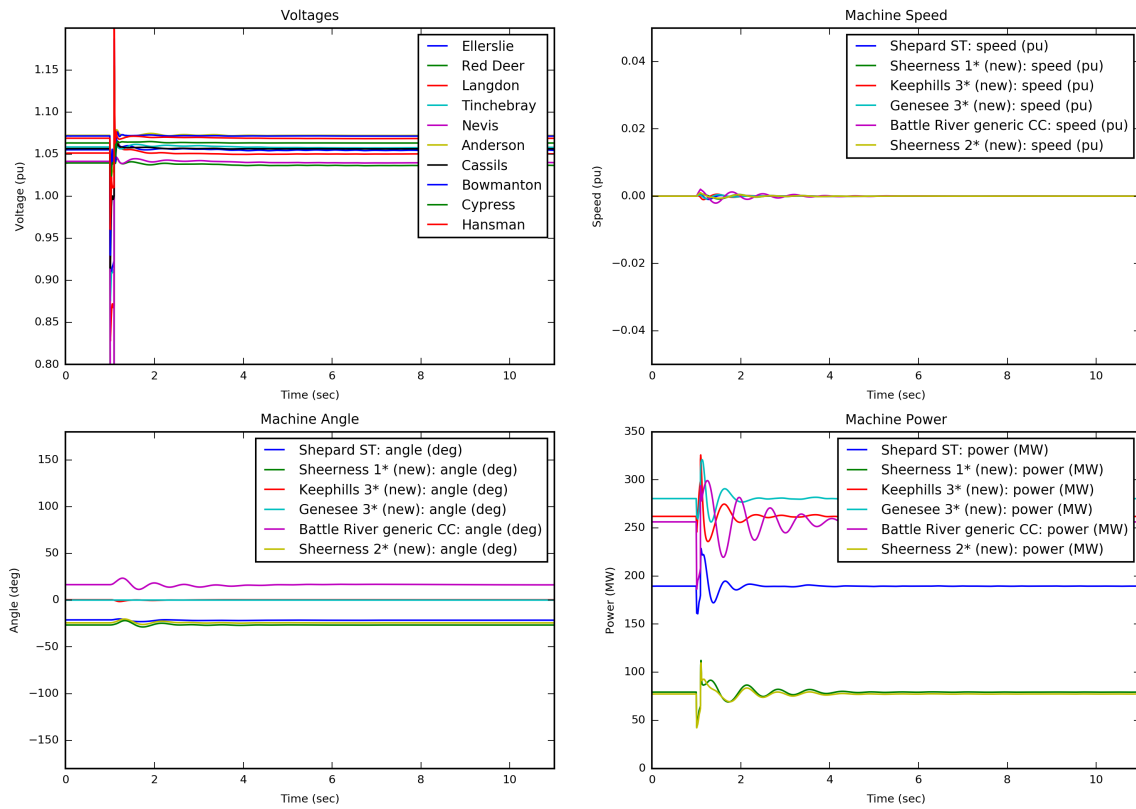 Voltages
1.15
1.10
1.05
1.00
0.95
0.90
0.85
0.80
Voltage (pu)
0
2
4
6
8
10
Time (sec)
Ellerslie
Red Deer
Langdon
Tinchebray
Nevis
Anderson
Cassils
Bowmanton
Cypress
Hansman
Machine Speed
0.04
0.02
0.00
−0.02
−0.04
Speed (pu)
0
2
4
6
8
10
Time (sec)
Shepard ST: speed (pu)
Sheerness 1* (new): speed (pu)
Keephills 3* (new): speed (pu)
Genesee 3* (new): speed (pu)
Battle River generic CC: speed (pu)
Sheerness 2* (new): speed (pu)
Machine Angle
150
100
50
0
−50
−100
−150
Angle (deg)
0
2
4
6
8
10
Time (sec)
Shepard ST: angle (deg)
Sheerness 1* (new): angle (deg)
Keephills 3* (new): angle (deg)
Genesee 3* (new): angle (deg)
Battle River generic CC: angle (deg)
Sheerness 2* (new): angle (deg)
Machine Power
350
300
250
200
150
100
50
0
Power (MW)
0
2
4
6
8
10
Time (sec)
Shepard ST: power (MW)
Sheerness 1* (new): power (MW)
Keephills 3* (new): power (MW)
Genesee 3* (new): power (MW)
Battle River generic CC: power (MW)
Sheerness 2* (new): power (MW)